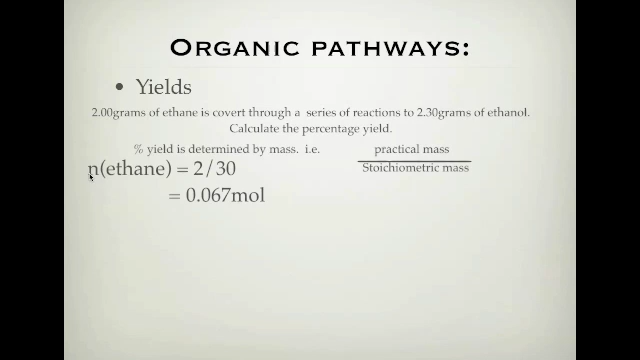 ORGANIC PATHWAYS:
• Yields
2.00grams of ethane is covert through a series of reactions to 2.30grams of ethanol.
Calculate the percentage yield.
% yield is determined by mass. i.e. practical mass
Stoichiometric mass
n(ethane) = 2/30
= 0.067mol